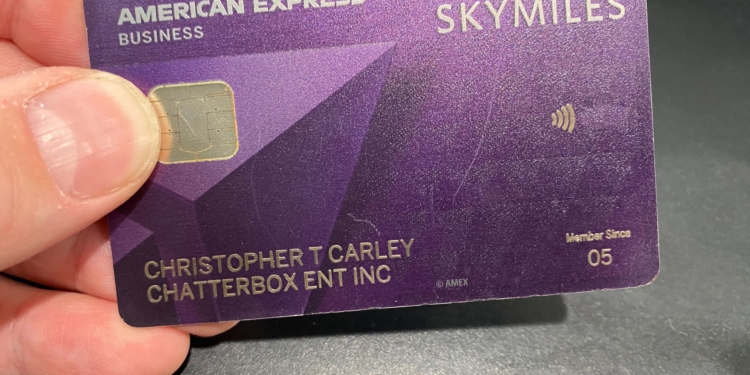 AMERICAN EXPRESS
BUSINESS
SKYMILES
Member Since
05
CHRISTOPHER T CARLEY
CHATTERBOX ENT INC
© AMEX